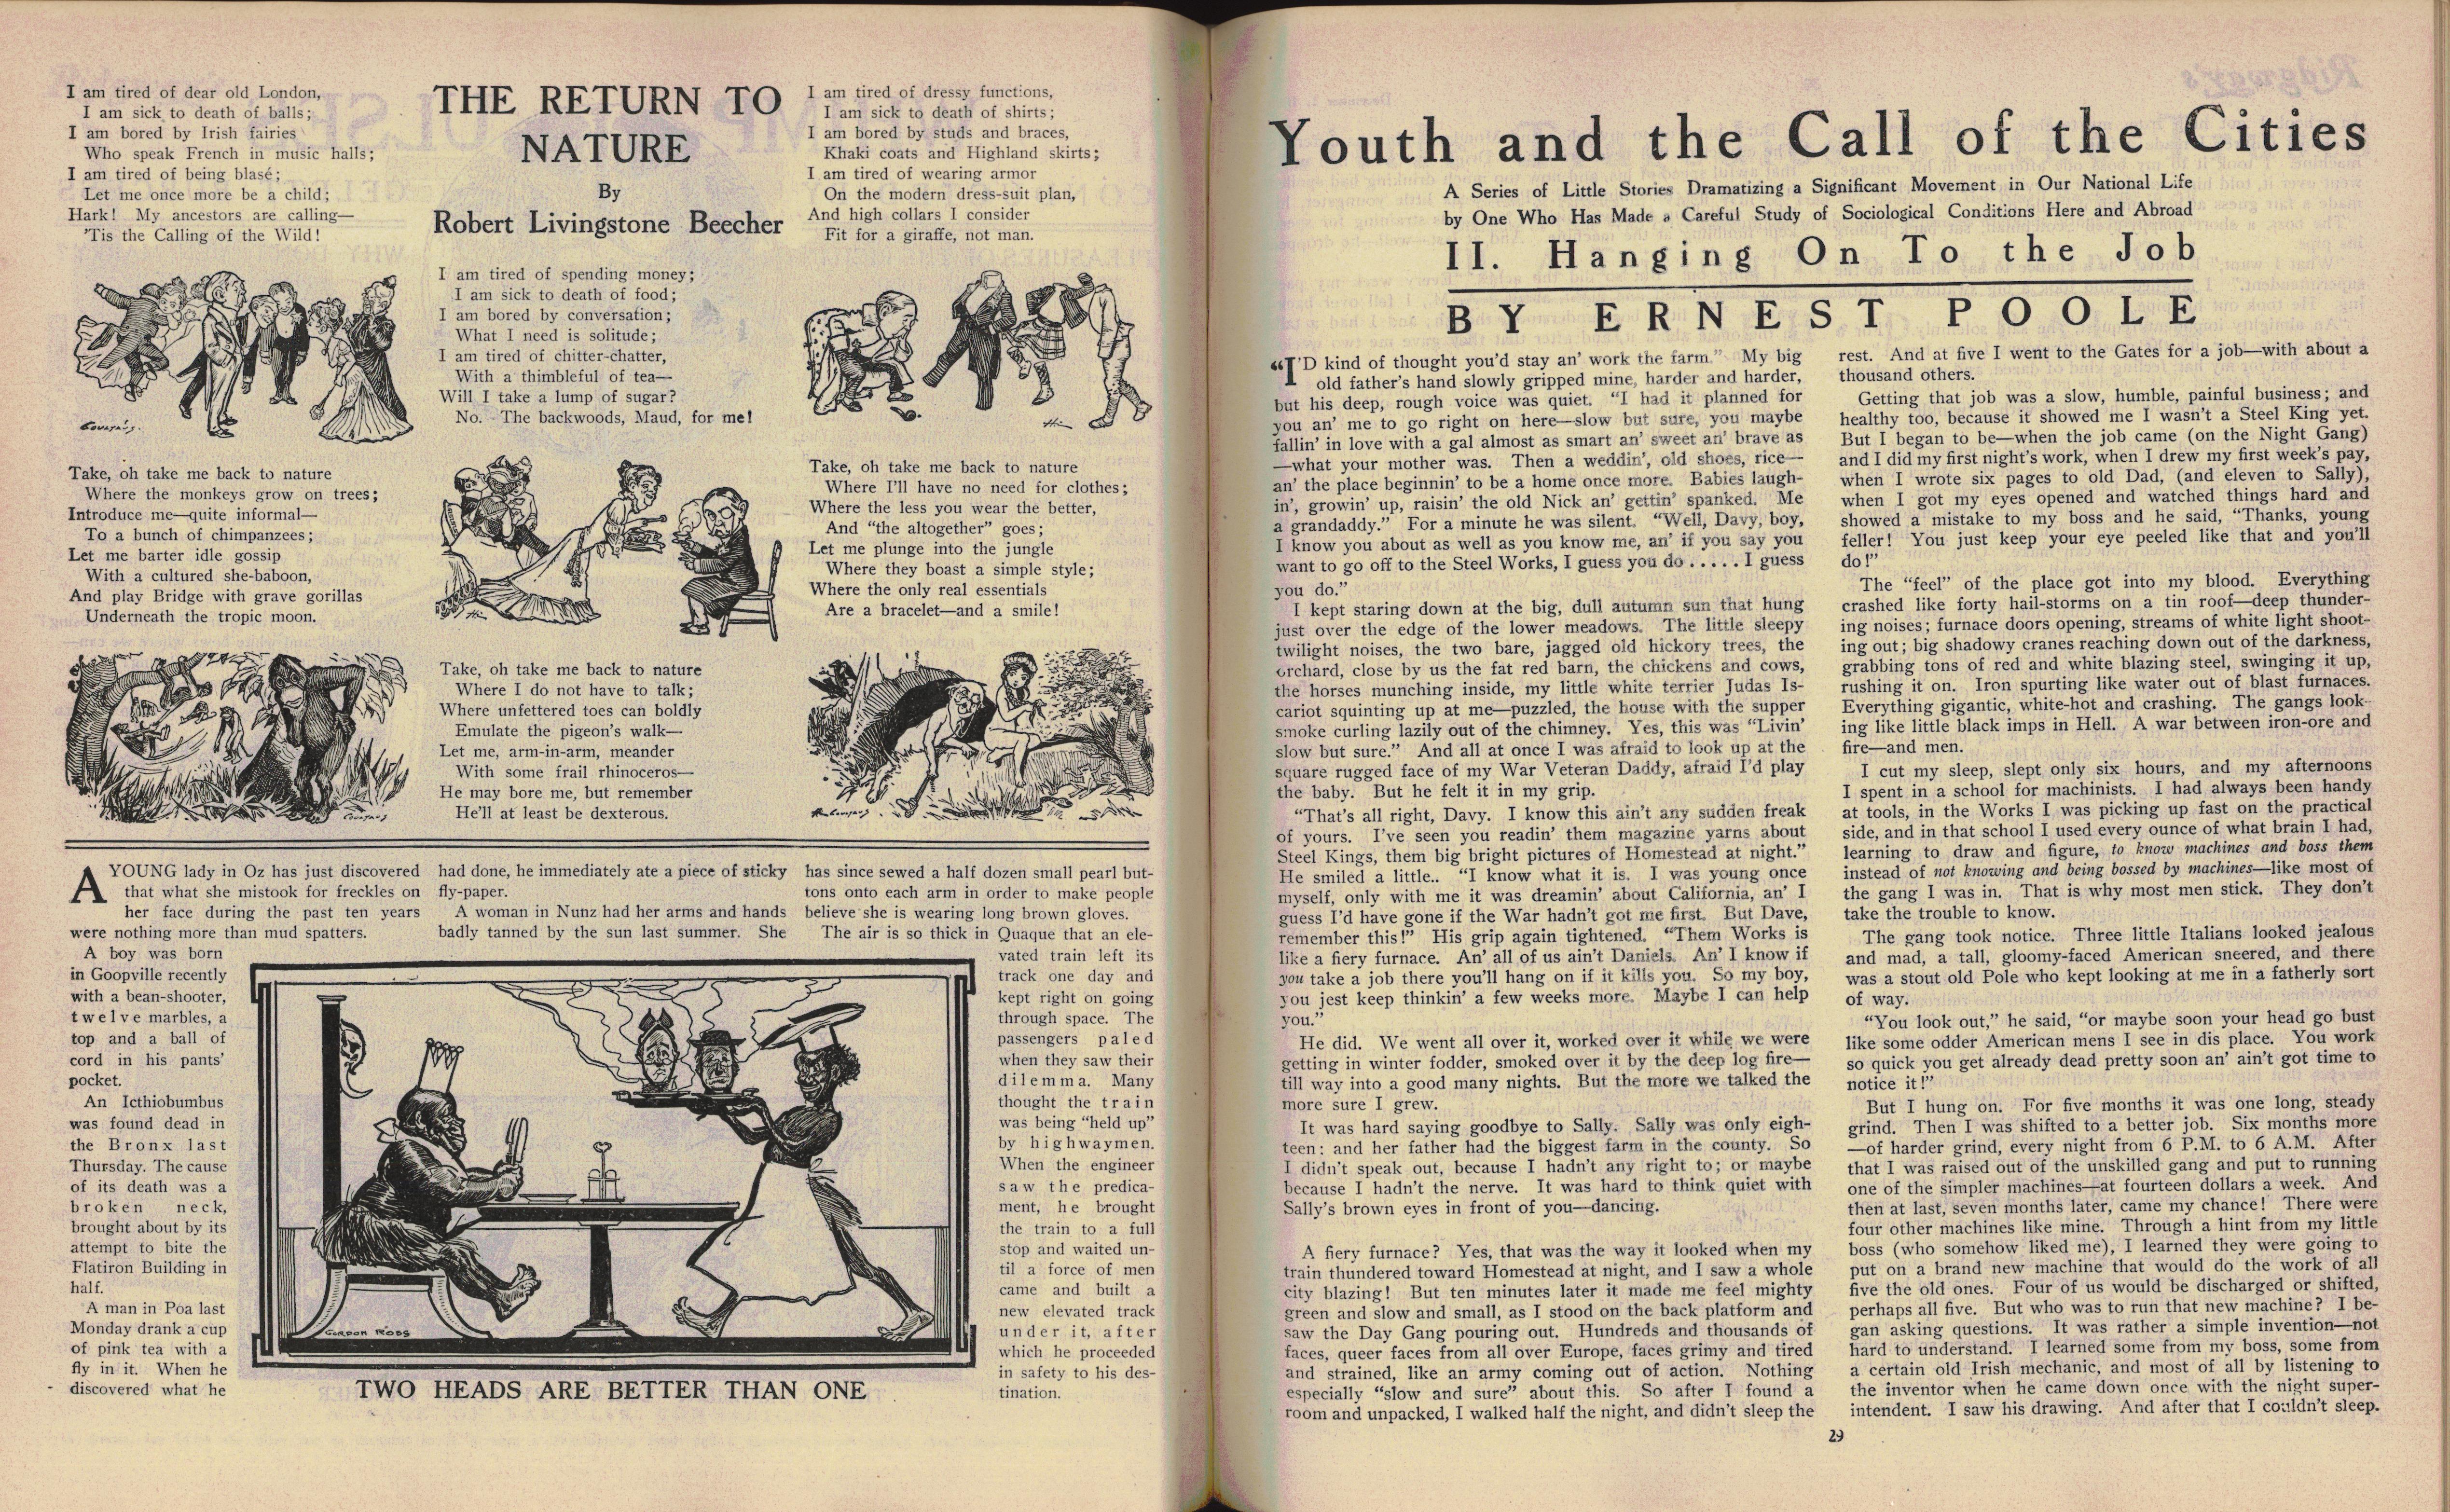 I am tired of dear old London,
I am sick to death of balls;
I am bored by Irish fairies
Who speak French in music halls;
I am tired of being blasé;
Let me once more be a child;
Hark! My ancestors are calling—
'Tis the Calling of the Wild!
Take, oh take me back to nature
Where the monkeys grow on trees;
Introduce me—quite informal—
To a bunch of chimpanzees;
Let me barter idle gossip
With a cultured she-baboon,
And play Bridge with grave gorillas
Underneath the tropic moon.
THE RETURN TO
NATURE
By
Robert Livingstone Beecher
I am tired of spending money;
I am sick to death of food;
I am bored by conversation;
What I need is solitude;
I am tired of chitter-chatter,
With a thimbleful of tea—
Will I take a lump of sugar?
No. The backwoods, Maud, for me!
Take, oh take me back to nature
Where I do not have to talk;
Where unfettered toes can boldly
Emulate the pigeon's walk—
Let me, arm-in-arm, meander
With some frail rhinoceros—
He may bore me, but remember
He'll at least be dexterous.
I am tired of dressy functions,
I am sick to death of shirts;
I am bored by studs and braces,
Khaki coats and Highland skirts;
I am tired of wearing armor
On the modern dress-suit plan,
And high collars I consider
Fit for a giraffe, not man.
Take, oh take me back to nature
Where I'll have no need for clothes;
Where the less you wear the better,
And "the altogether" goes;
Let me plunge into the jungle
Where they boast a simple style;
Where the only real essentials
Are a bracelet—and a smile!
A YOUNG lady in Oz has just discovered
that what she mistook for freckles on
her face during the past ten years
were nothing more than mud spatters.
A boy was born
in Goopville recently
with a bean-shooter,
twelve marbles, a
top and a ball of
cord in his pants'
pocket.
An Icthiobumbus
was found dead in
the Bronx last
Thursday. The cause
of its death was a
broken neck,
brought about by its
attempt to bite the
Flatiron Building in
half.
A man in Poa last
Monday drank a cup
of pink tea with a
fly in it. When he
discovered what he
had done, he immediately ate a piece of sticky
fly-paper.
A woman in Nunz had her arms and hands
badly tanned by the sun last summer. She
has since sewed a half dozen small pearl but-
tons onto each arm in order to make people
believe she is wearing long brown gloves.
The air is so thick in Quaque that an ele-
vated train left its
track one day and
kept right on going
through space. The
passengers paled
when they saw their
dilemma. Many
thought the train
was being "held up"
by highwaymen.
When the engineer
saw the predica-
ment, he brought
the train to a full
stop and waited un-
til a force of men
came and built a
new elevated track
under it, after
which he proceeded
in safety to his des-
tination.
GORDON ROSS
TWO HEADS ARE BETTER THAN ONE
Youth and the Call of the Cities
A Series of Little Stories Dramatizing a Significant Movement in Our National Life
by One Who Has Made a Careful Study of Sociological Conditions Here and Abroad
II. Hanging On To the Job
BY ERNEST POOLE
"I'D kind of thought you'd stay an' work the farm." My big
old father's hand slowly gripped mine, harder and harder,
but his deep, rough voice was quiet. "I had it planned for
you an' me to go right on here—slow but sure, you maybe
fallin' in love with a gal almost as smart an' sweet an' brave as
—what your mother was. Then a weddin', old shoes, rice—
an' the place beginnin' to be a home once more. Babies laugh-
in', growin' up, raisin' the old Nick an' gettin' spanked. Me
a grandaddy." For a minute he was silent. "Well, Davy, boy,
I know you about as well as you know me, an' if you say you
want to go off to the Steel Works, I guess you do . . . . . I guess
you do."
I kept staring down at the big, dull autumn sun that hung
just over the edge of the lower meadows. The little sleepy
twilight noises, the two bare, jagged old hickory trees, the
orchard, close by us the fat red barn, the chickens and cows,
the horses munching inside, my little white terrier Judas Is-
cariot squinting up at me—puzzled, the house with the supper
smoke curling lazily out of the chimney. Yes, this was "Livin'
slow but sure." And all at once I was afraid to look up at the
square rugged face of my War Veteran Daddy, afraid I'd play
the baby. But he felt it in my grip.
"That's all right, Davy. I know this ain't any sudden freak
of yours. I've seen you readin' them magazine yarns about
Steel Kings, them big bright pictures of Homestead at night."
He smiled a little.. "I know what it is. I was young once
myself, only with me it was dreamin' about California, an' I
guess I'd have gone if the War hadn't got me first. But Dave,
remember this!" His grip again tightened. "Them Works is
like a fiery furnace. An' all of us ain't Daniels. An' I know if
you take a job there you'll hang on if it kills you. So my boy,
you jest keep thinkin' a few weeks more. Maybe I can help
you."
He did. We went all over it, worked over it while we were
getting in winter fodder, smoked over it by the deep log fire—
till way into a good many nights. But the more we talked the
more sure I grew.
It was hard saying goodbye to Sally. Sally was only eigh-
teen: and her father had the biggest farm in the county. So
I didn't speak out, because I hadn't any right to; or maybe
because I hadn't the nerve. It was hard to think quiet with
Sally's brown eyes in front of you—dancing.
A fiery furnace? Yes, that was the way it looked when my
train thundered toward Homestead at night, and I saw a whole
city blazing! But ten minutes later it made me feel mighty
green and slow and small, as I stood on the back platform and
saw the Day Gang pouring out. Hundreds and thousands of
faces, queer faces from all over Europe, faces grimy and tired
and strained, like an army coming out of action. Nothing
especially "slow and sure" about this. So after I found a
room and unpacked, I walked half the night, and didn't sleep the
rest. And at five I went to the Gates for a job—with about a
thousand others.
Getting that job was a slow, humble, painful business; and
healthy too, because it showed me I wasn't a Steel King yet.
But I began to be—when the job came (on the Night Gang)
and I did my first night's work, when I drew my first week's pay,
when I wrote six pages to old Dad, (and eleven to Sally),
when I got my eyes opened and watched things hard and
showed a mistake to my boss and he said, "Thanks, young
feller! You just keep your eye peeled like that and you'll
do!"
The "feel" of the place got into my blood. Everything
crashed like forty hail-storms on a tin roof—deep thunder-
ing noises; furnace doors opening, streams of white light shoot-
ing out; big shadowy cranes reaching down out of the darkness,
grabbing tons of red and white blazing steel, swinging it up,
rushing it on. Iron spurting like water out of blast furnaces.
Everything gigantic, white-hot and crashing. The gangs look-
ing like little black imps in Hell. A war between iron-ore and
fire—and men.
I cut my sleep, slept only six hours, and my afternoons
I spent in a school for machinists. I had always been handy
at tools, in the Works I was picking up fast on the practical
side, and in that school I used every ounce of what brain I had,
learning to draw and figure, to know machines and boss them
instead of not knowing and being bossed by machines—like most of
the gang I was in. That is why most men stick. They don't
take the trouble to know.
The gang took notice. Three little Italians looked jealous
and mad, a tall, gloomy-faced American sneered, and there
was a stout old Pole who kept looking at me in a fatherly sort
of way.
"You look out," he said, "or maybe soon your head go bust
like some odder American mens I see in dis place. You work
so quick you get already dead pretty soon an' ain't got time to
notice it!"
But I hung on. For five months it was one long, steady
grind. Then I was shifted to a better job. Six months more
—of harder grind, every night from 6 P.M. to 6 A.M. After
that I was raised out of the unskilled gang and put to running
one of the simpler machines—at fourteen dollars a week. And
then at last, seven months later, came my chance! There were
four other machines like mine. Through a hint from my little
boss (who somehow liked me), I learned they were going to
put on a brand new machine that would do the work of all
five the old ones. Four of us would be discharged or shifted,
perhaps all five. But who was to run that new machine? I be-
gan asking questions. It was rather a simple invention—not
hard to understand. I learned some from my boss, some from
a certain old Irish mechanic, and most of all by listening to
the inventor when he came down once with the night super-
intendent. I saw his drawing. And after that I couldn't sleep.
29